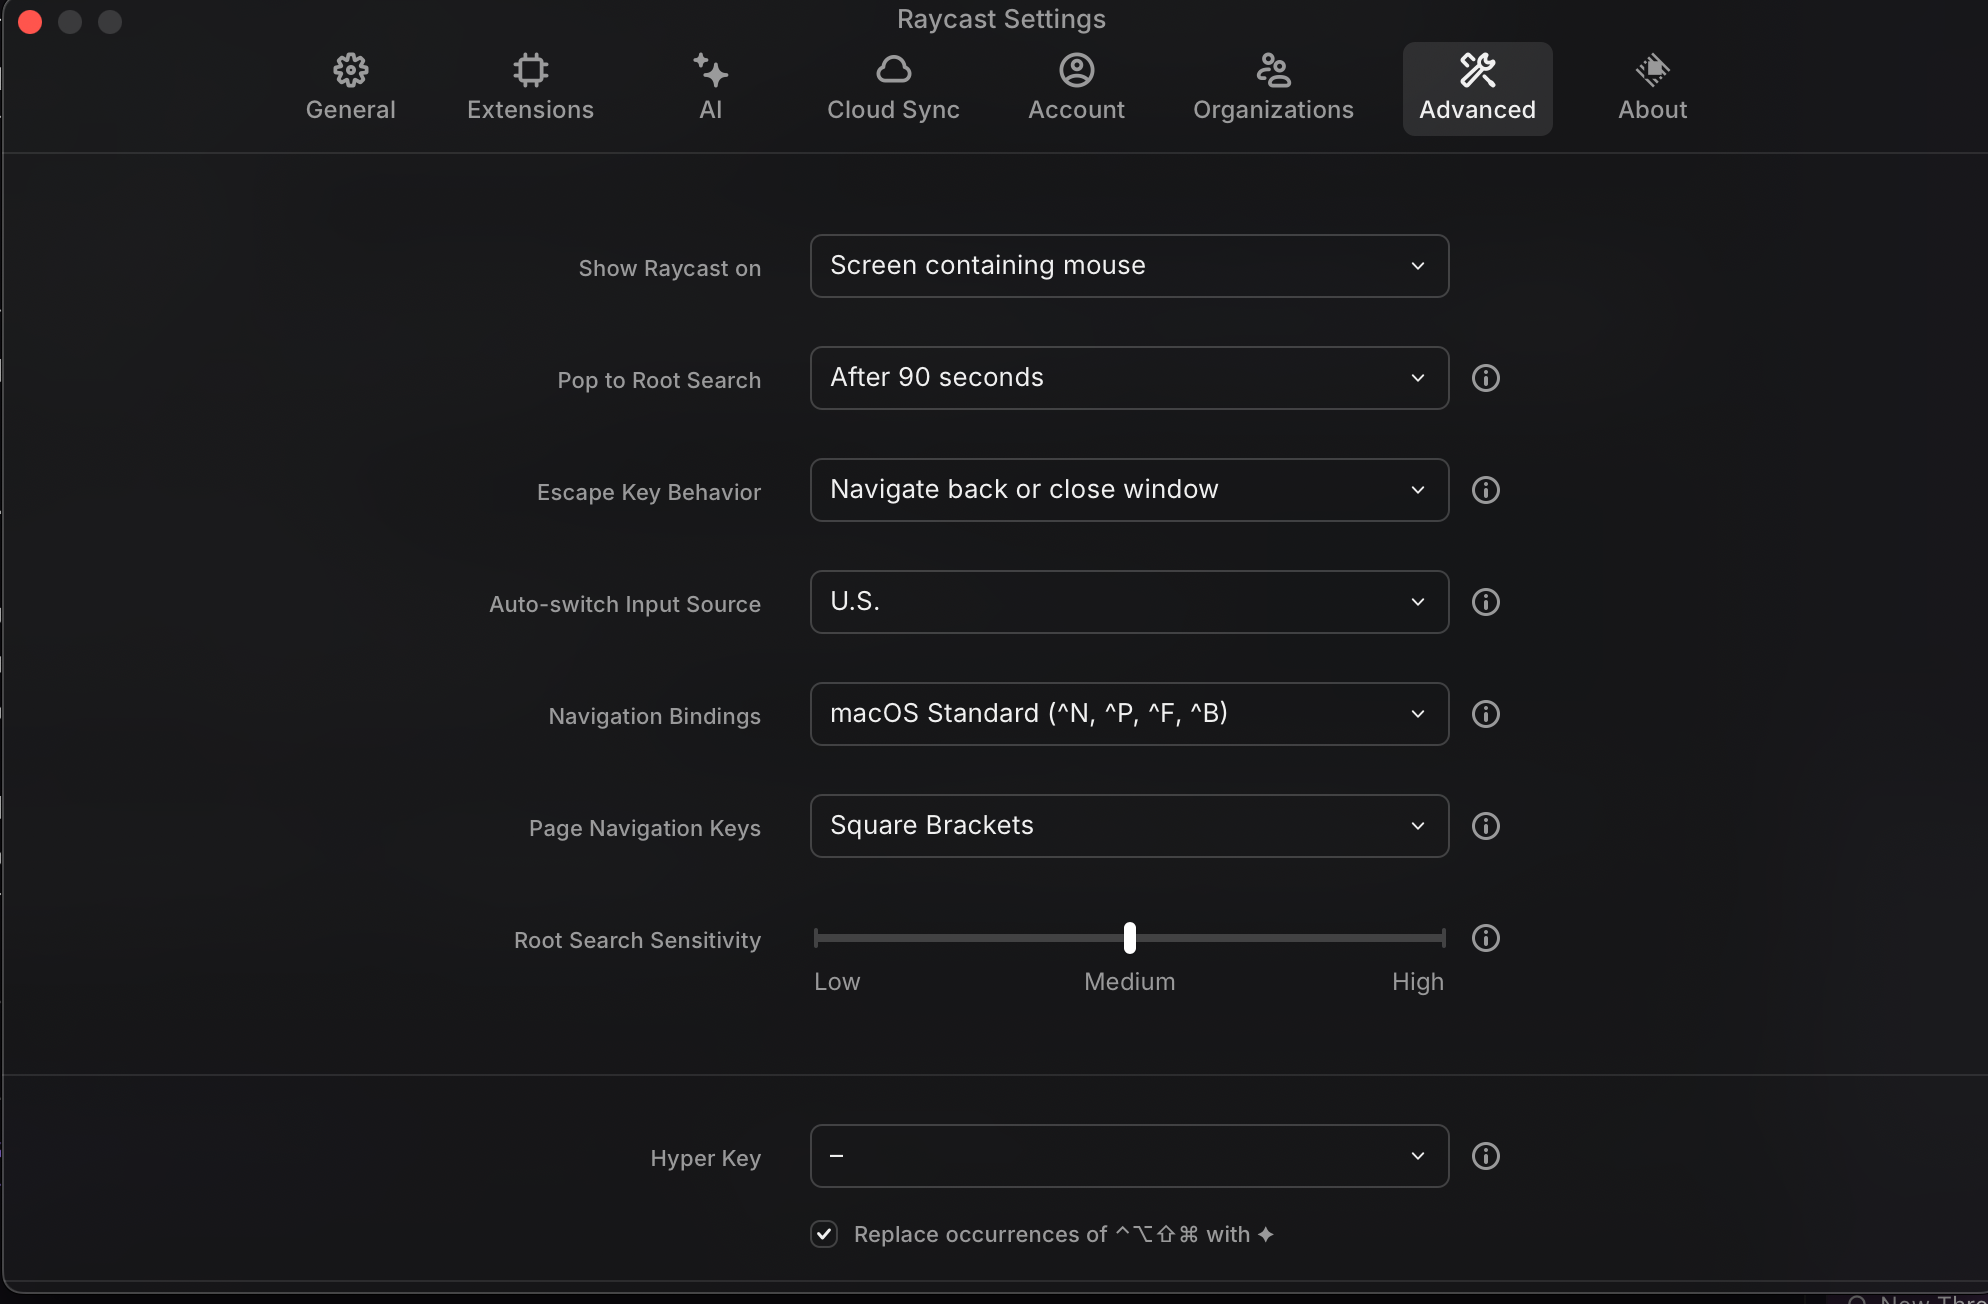 Raycast Settings
General Extensions AI Cloud Sync Account Organizations Advanced About
Show Raycast on Screen containing mouse
Pop to Root Search After 90 seconds
Escape Key Behavior Navigate back or close window
Auto-switch Input Source U.S.
Navigation Bindings macOS Standard (^N, ^P, ^F, ^B)
Page Navigation Keys Square Brackets
Root Search Sensitivity
Low Medium High
Hyper Key –
Replace occurrences of ⌃⌥⇧⌘ with ✦